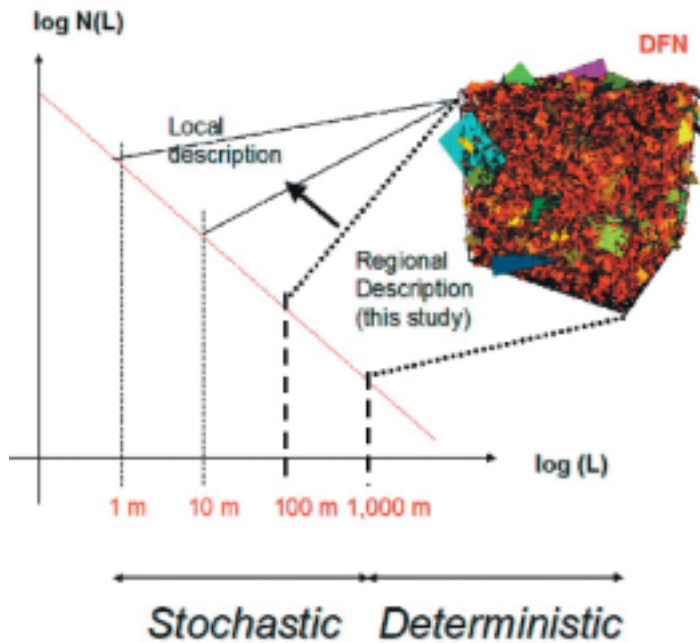 log N(L)
DFN
Local
description
Regional
Description
(this study)
log (L)
1 m 10 m 100 m 1,000 m
Stochastic Deterministic